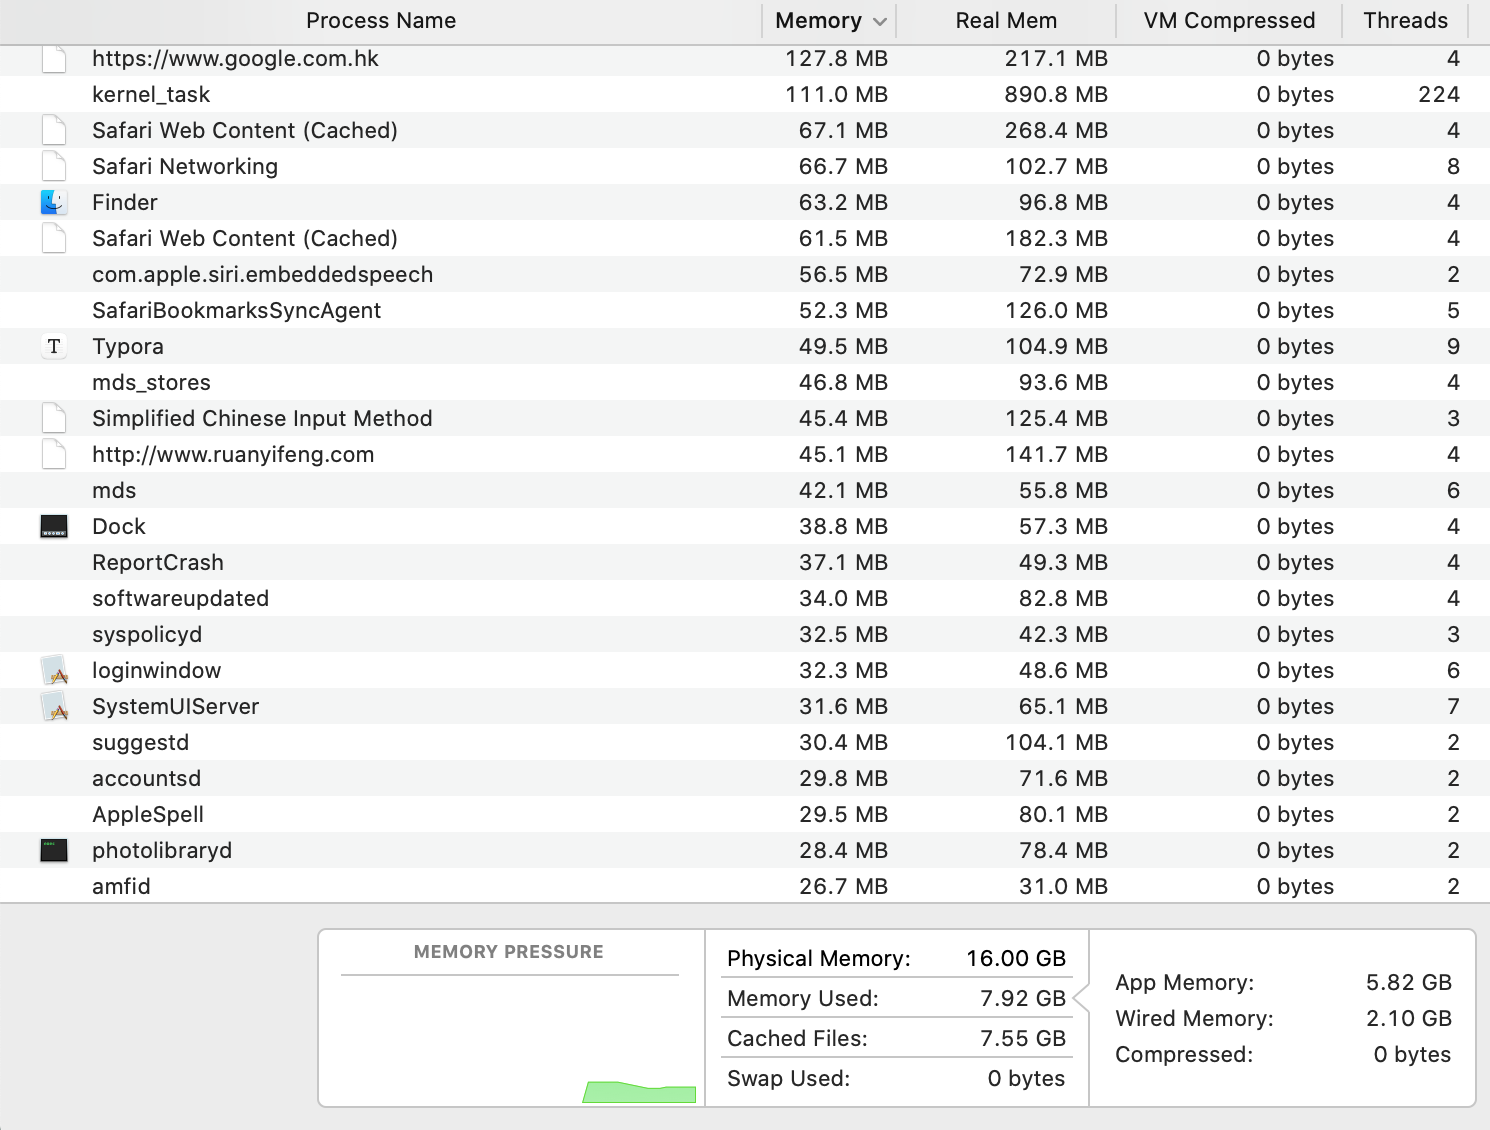 Process Name Memory Real Mem VM Compressed Threads
https://www.google.com.hk 127.8 MB 217.1 MB 0 bytes 4
kernel_task 111.0 MB 890.8 MB 0 bytes 224
Safari Web Content (Cached) 67.1 MB 268.4 MB 0 bytes 4
Safari Networking 66.7 MB 102.7 MB 0 bytes 8
Finder 63.2 MB 96.8 MB 0 bytes 4
Safari Web Content (Cached) 61.5 MB 182.3 MB 0 bytes 4
com.apple.siri.embeddedspeech 56.5 MB 72.9 MB 0 bytes 2
SafariBookmarksSyncAgent 52.3 MB 126.0 MB 0 bytes 5
T Typora 49.5 MB 104.9 MB 0 bytes 9
mds_stores 46.8 MB 93.6 MB 0 bytes 4
Simplified Chinese Input Method 45.4 MB 125.4 MB 0 bytes 3
http://www.ruanyifeng.com 45.1 MB 141.7 MB 0 bytes 4
mds 42.1 MB 55.8 MB 0 bytes 6
Dock 38.8 MB 57.3 MB 0 bytes 4
ReportCrash 37.1 MB 49.3 MB 0 bytes 4
softwareupdated 34.0 MB 82.8 MB 0 bytes 4
syspolicyd 32.5 MB 42.3 MB 0 bytes 3
loginwindow 32.3 MB 48.6 MB 0 bytes 6
SystemUIServer 31.6 MB 65.1 MB 0 bytes 7
suggestd 30.4 MB 104.1 MB 0 bytes 2
accountsd 29.8 MB 71.6 MB 0 bytes 2
AppleSpell 29.5 MB 80.1 MB 0 bytes 2
photolibraryd 28.4 MB 78.4 MB 0 bytes 2
amfid 26.7 MB 31.0 MB 0 bytes 2
MEMORY PRESSURE
Physical Memory: 16.00 GB
Memory Used: 7.92 GB
Cached Files: 7.55 GB
Swap Used: 0 bytes
App Memory: 5.82 GB
Wired Memory: 2.10 GB
Compressed: 0 bytes